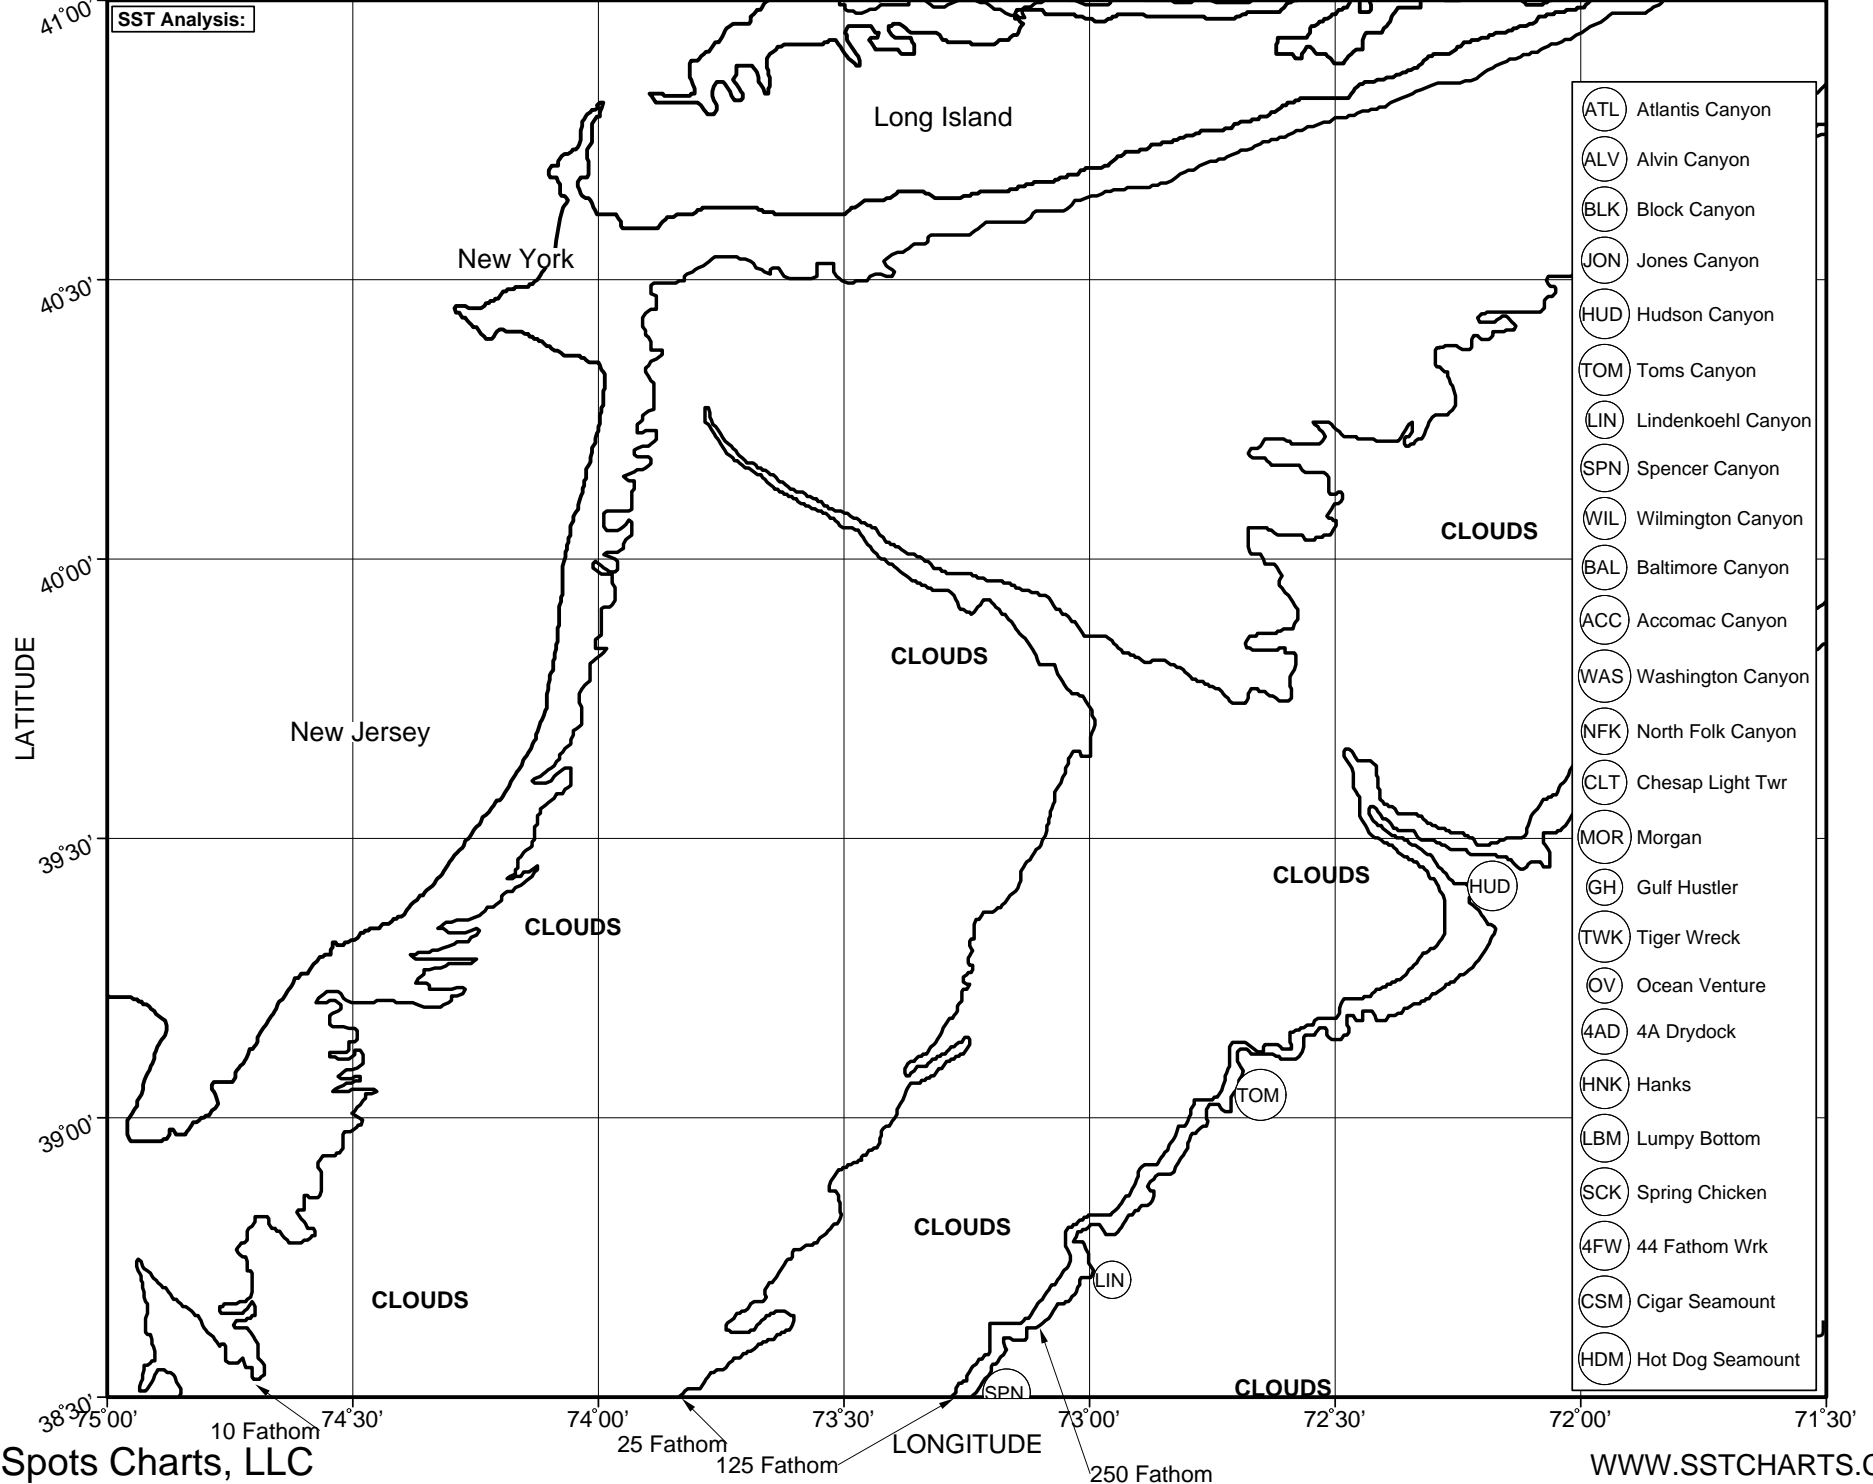 SST Analysis:
41°00'
40°30'
40°00'
39°30'
39°00'
38°30'
LATITUDE
Long Island
New York
New Jersey
CLOUDS
CLOUDS
CLOUDS
CLOUDS
CLOUDS
CLOUDS
CLOUDS
HUD
TOM
LIN
SPN
ATL Atlantis Canyon
ALV Alvin Canyon
BLK Block Canyon
JON Jones Canyon
HUD Hudson Canyon
TOM Toms Canyon
LIN Lindenkoehl Canyon
SPN Spencer Canyon
WIL Wilmington Canyon
BAL Baltimore Canyon
ACC Accomac Canyon
WAS Washington Canyon
NFK North Folk Canyon
CLT Chesap Light Twr
MOR Morgan
GH Gulf Hustler
TWK Tiger Wreck
OV Ocean Venture
4AD 4A Drydock
HNK Hanks
LBM Lumpy Bottom
SCK Spring Chicken
4FW 44 Fathom Wrk
CSM Cigar Seamount
HDM Hot Dog Seamount
75°00' 74°30' 74°00' 73°30' 73°00' 72°30' 72°00' 71°30'
10 Fathom
25 Fathom
125 Fathom
250 Fathom
LONGITUDE
Spots Charts, LLC
WWW.SSTCHARTS.C